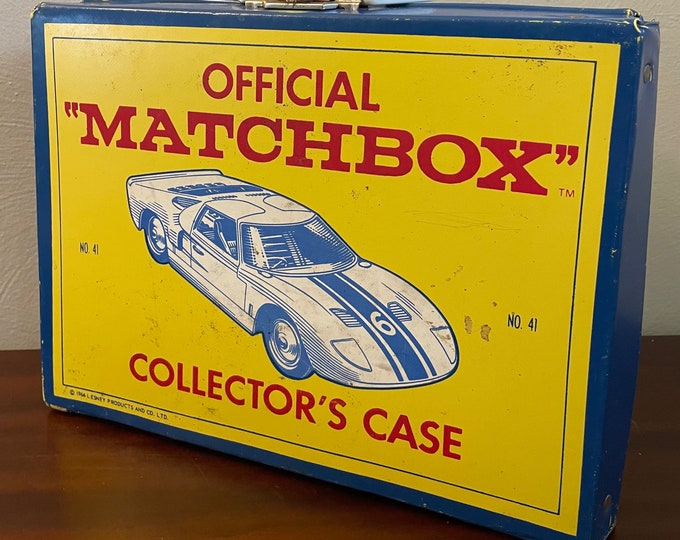 OFFICIAL
"MATCHBOX"
TM
NO. 41
6
NO. 41
COLLECTOR'S CASE
© 1966 LESNEY PRODUCTS AND CO. LTD.